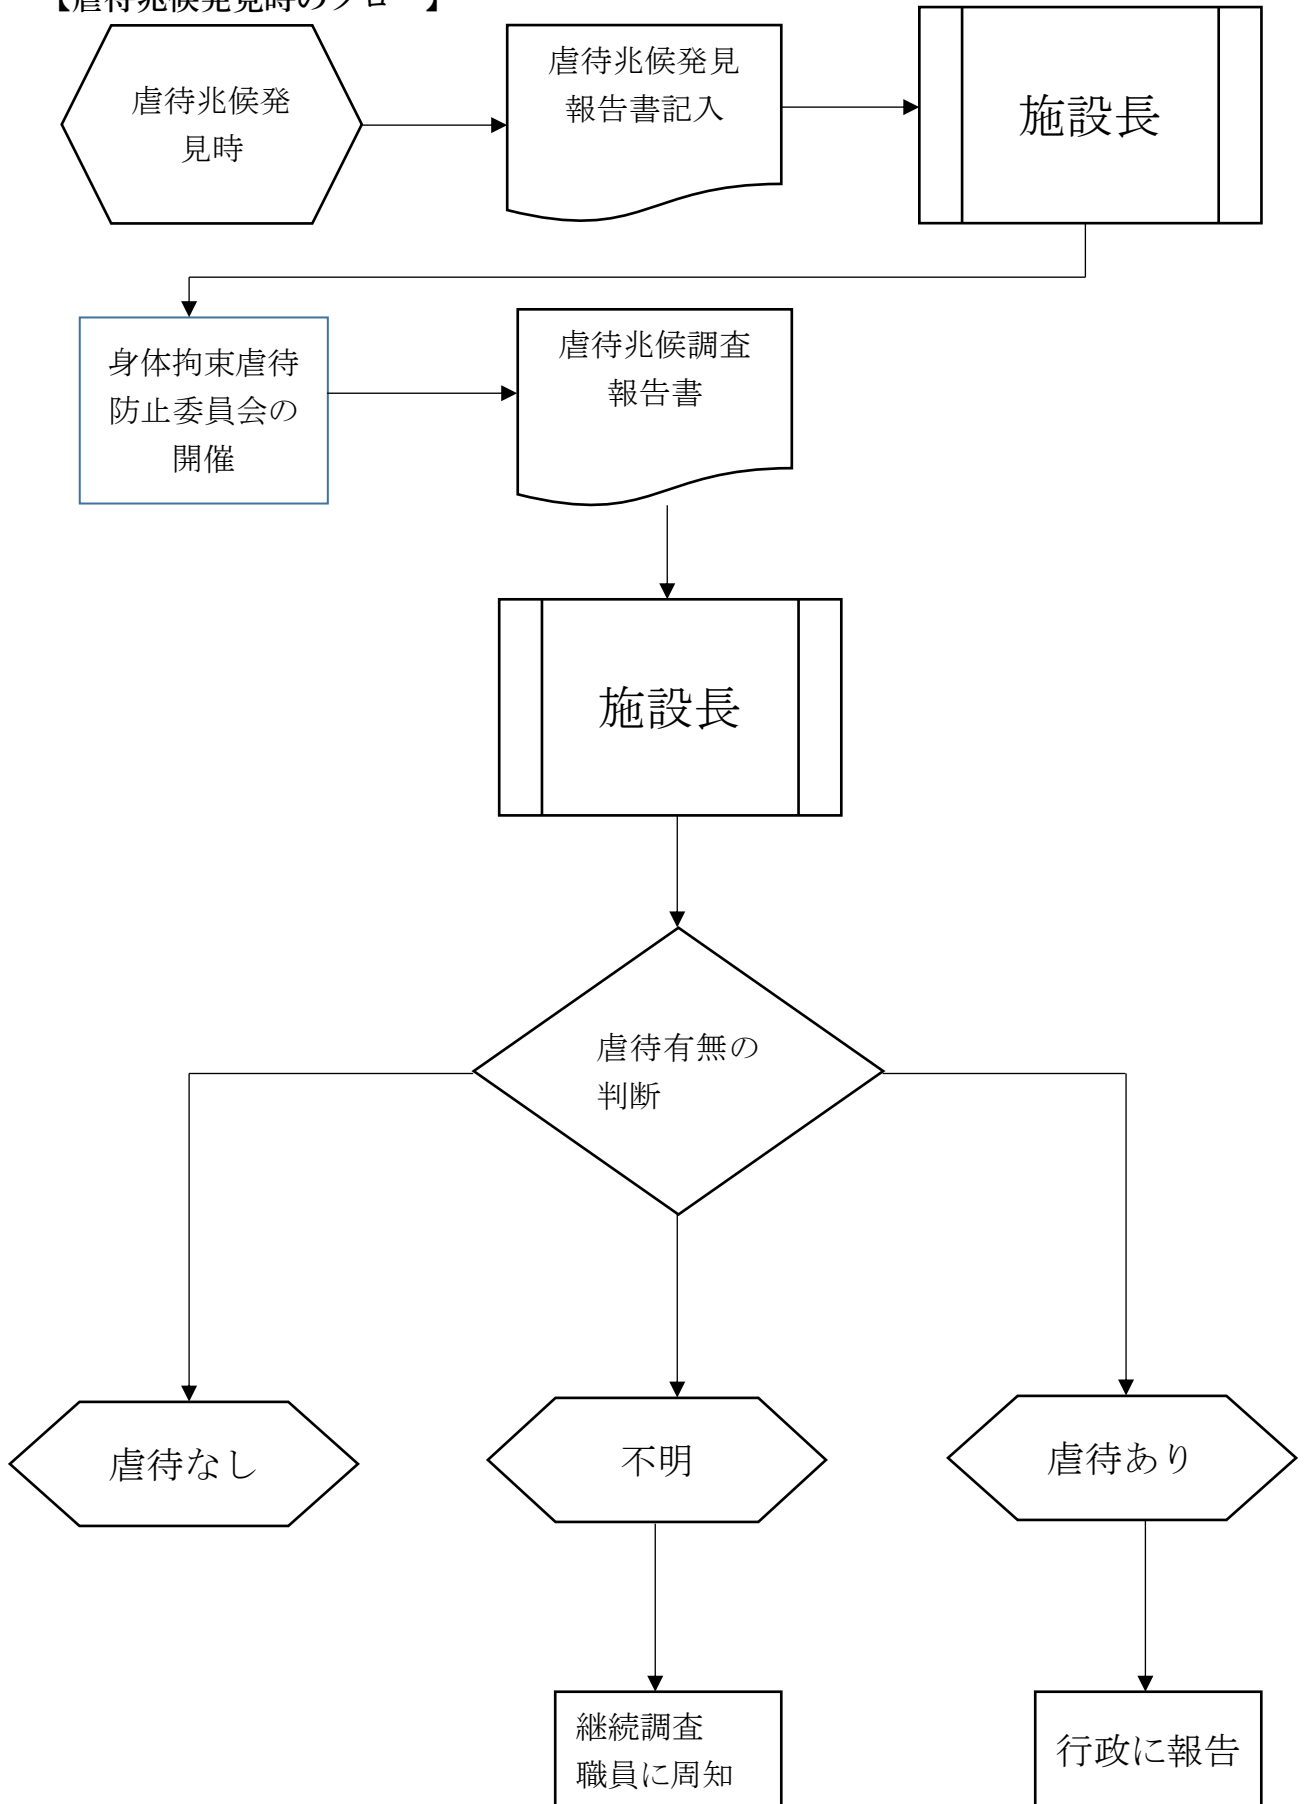 【虐待兆候発見時のフロー】
虐待兆候発
見時
虐待兆候発見
報告書記入
施設長
身体拘束虐待
防止委員会の
開催
虐待兆候調査
報告書
施設長
虐待有無の
判断
虐待なし
不明
虐待あり
継続調査
職員に周知
行政に報告